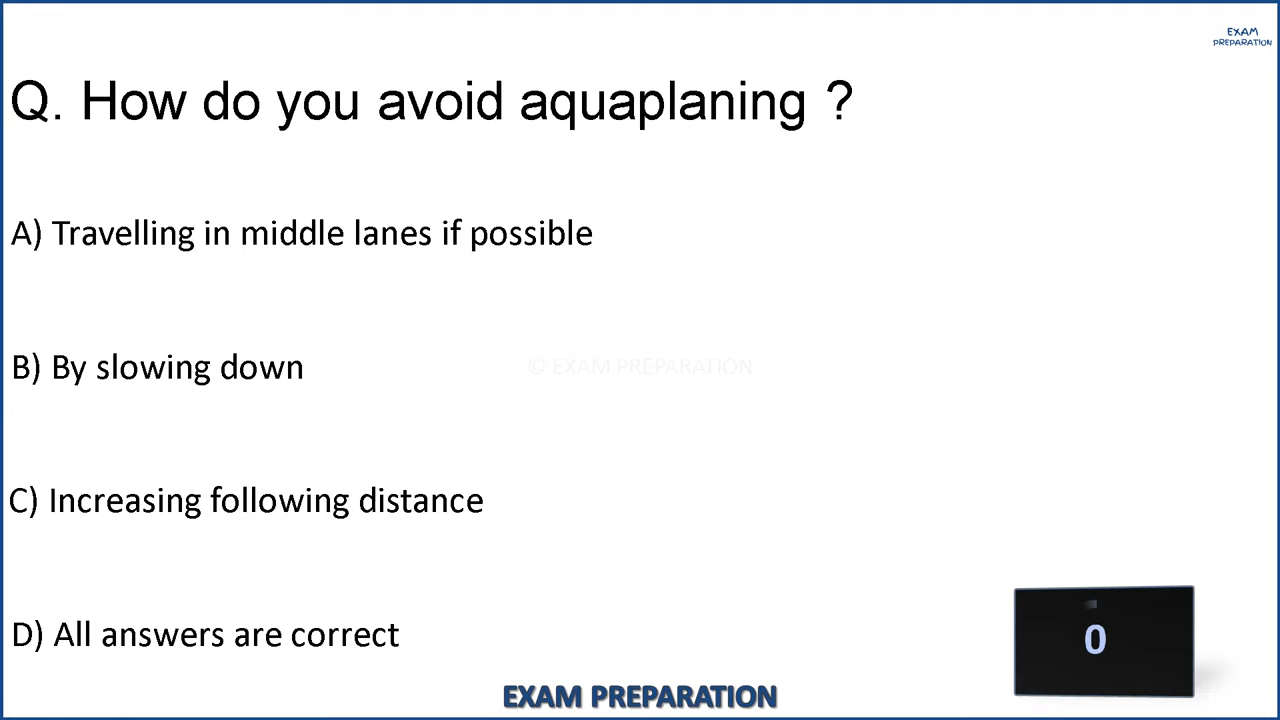 EXAM
PREPARATION
Q. How do you avoid aquaplaning ?
A) Travelling in middle lanes if possible
B) By slowing down
© EXAM PREPARATION
C) Increasing following distance
D) All answers are correct
0
EXAM PREPARATION